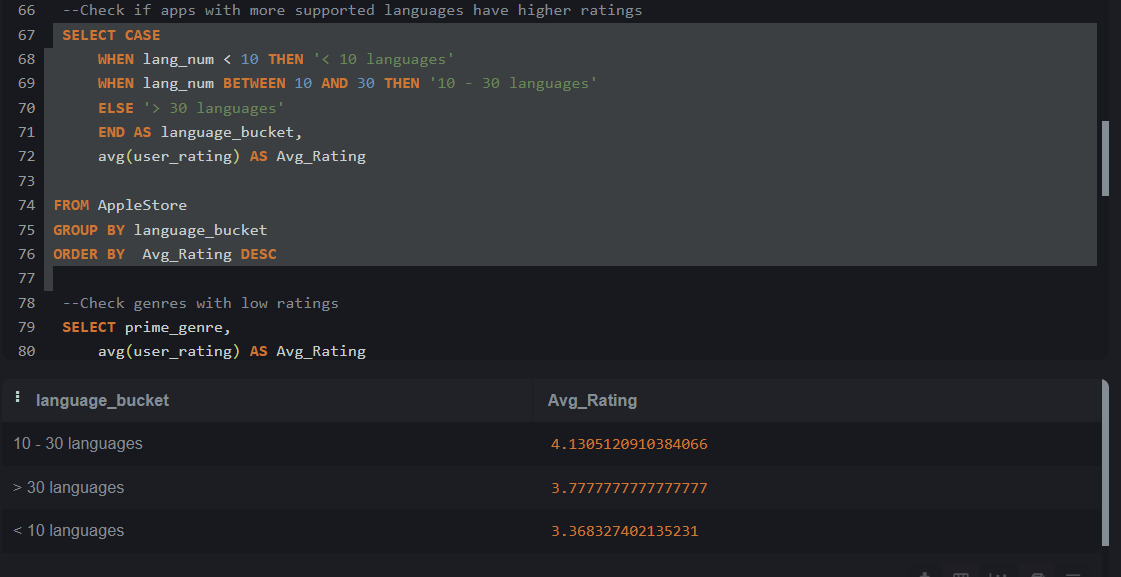 66 --Check if apps with more supported languages have higher ratings
67 SELECT CASE
68 WHEN lang_num < 10 THEN '< 10 languages'
69 WHEN lang_num BETWEEN 10 AND 30 THEN '10 - 30 languages'
70 ELSE '> 30 languages'
71 END AS language_bucket,
72 avg(user_rating) AS Avg_Rating
73
74 FROM AppleStore
75 GROUP BY language_bucket
76 ORDER BY  Avg_Rating DESC
77
78 --Check genres with low ratings
79 SELECT prime_genre,
80 avg(user_rating) AS Avg_Rating
language_bucket Avg_Rating
10 - 30 languages 4.1305120910384066
> 30 languages 3.7777777777777777
< 10 languages 3.368327402135231